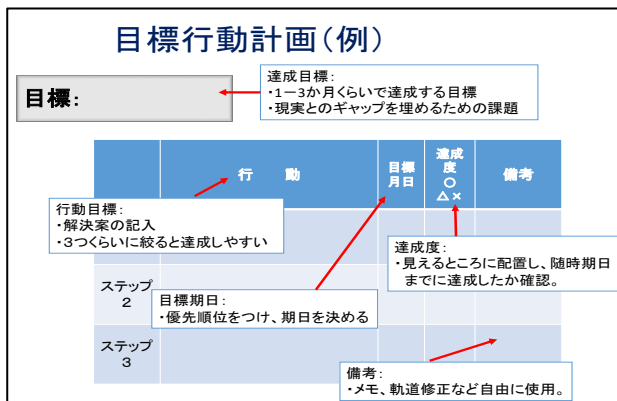 目標行動計画(例)
目標:
達成目標:
・1－3か月くらいで達成する目標
・現実とのギャップを埋めるための課題
行　動
目標
月日
達成
度
○
△×
備考
行動目標:
・解決案の記入
・3つくらいに絞ると達成しやすい
達成度:
・見えるところに配置し、随時期日
までに達成したか確認。
ステップ
2
目標期日:
・優先順位をつけ、期日を決める
ステップ
3
備考:
・メモ、軌道修正など自由に使用。